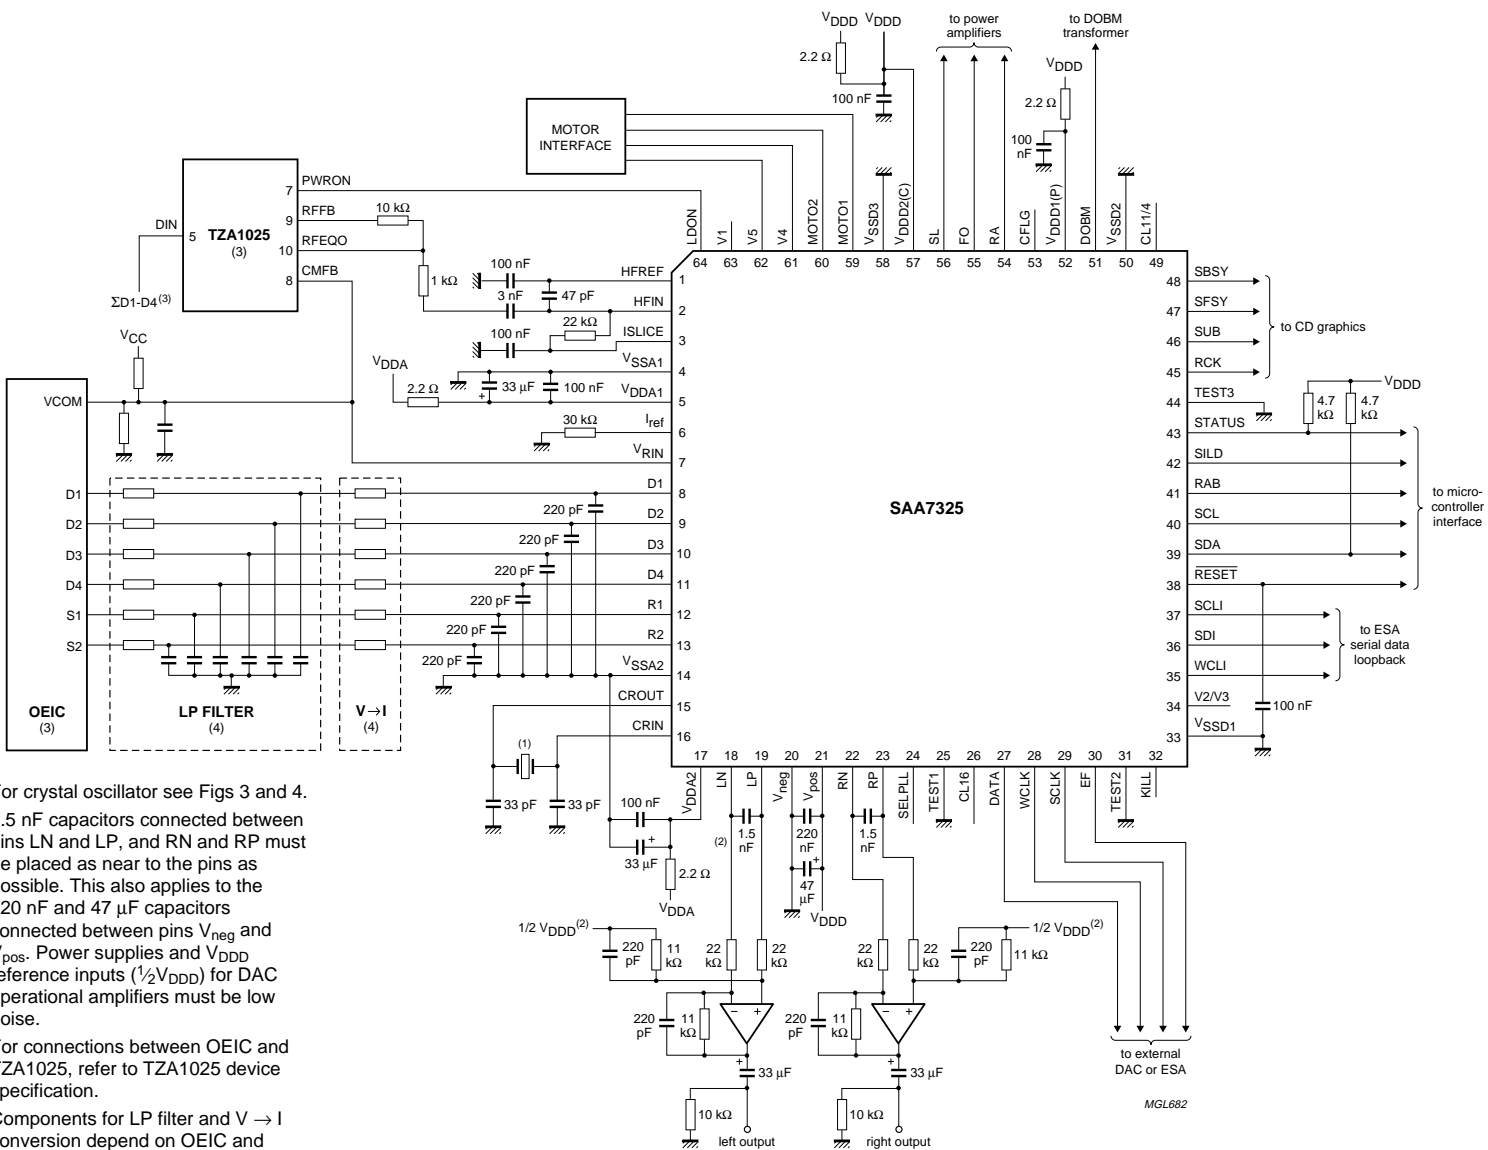 VDDD VDDD
2.2 Ω
100 nF
to power
amplifiers
to DOBM
transformer
VDDD
2.2 Ω
100
nF
MOTOR
INTERFACE
TZA1025
(3)
DIN
5
ΣD1-D4(3)
7 PWRON
9 RFFB
10 RFEQO
8 CMFB
10 kΩ
1 kΩ
LDON
V1
V5
V4
MOTO2
MOTO1
VSSD3
VDDD2(C)
SL
FO
RA
CFLG
VDDD1(P)
DOBM
VSSD2
CL11/4
64 63 62 61 60 59 58 57 56 55 54 53 52 51 50 49
100 nF
3 nF
47 pF
22 kΩ
100 nF
HFREF 1
HFIN 2
ISLICE 3
VSSA1 4
VDDA1 5
Iref 6
VRIN 7
D1 8
D2 9
D3 10
D4 11
R1 12
R2 13
VSSA2 14
CROUT 15
CRIN 16
VDDA
2.2 Ω
33 μF
+
100 nF
30 kΩ
VCC
VCOM
D1
D2
D3
D4
S1
S2
OEIC
(3)
LP FILTER
(4)
V→I
(4)
220 pF
220 pF
220 pF
220 pF
220 pF
220 pF
SAA7325
48 SBSY
47 SFSY
46 SUB
45 RCK
44 TEST3
43 STATUS
42 SILD
41 RAB
40 SCL
39 SDA
38 RESET
37 SCLI
36 SDI
35 WCLI
34 V2/V3
33 VSSD1
to CD graphics
VDDD
4.7
kΩ
4.7
kΩ
to micro-
controller
interface
to ESA
serial data
loopback
100 nF
(1)
33 pF
33 pF
17 18 19 20 21 22 23 24 25 26 27 28 29 30 31 32
VDDA2
LN
LP
Vneg
Vpos
RN
RP
SELPLL
TEST1
CL16
DATA
WCLK
SCLK
EF
TEST2
KILL
100 nF
33 μF
+
2.2 Ω
VDDA
(2)
1.5
nF
220
nF
+
47
μF
VDDD
1.5
nF
1/2 VDDD(2)
220
pF
11
kΩ
22
kΩ
22
kΩ
22
kΩ
22
kΩ
220
pF
11 kΩ
1/2 VDDD(2)
220
pF
11
kΩ
− +
220
pF
11
kΩ
− +
+
33 μF
+
33 μF
10 kΩ
10 kΩ
left output
right output
to external
DAC or ESA
MGL682
or crystal oscillator see Figs 3 and 4.
.5 nF capacitors connected between
ins LN and LP, and RN and RP must
e placed as near to the pins as
ossible. This also applies to the
20 nF and 47 μF capacitors
onnected between pins Vneg and
Vpos. Power supplies and VDDD
eference inputs (½VDDD) for DAC
perational amplifiers must be low
oise.
or connections between OEIC and
TZA1025, refer to TZA1025 device
pecification.
omponents for LP filter and V → I
onversion depend on OEIC and